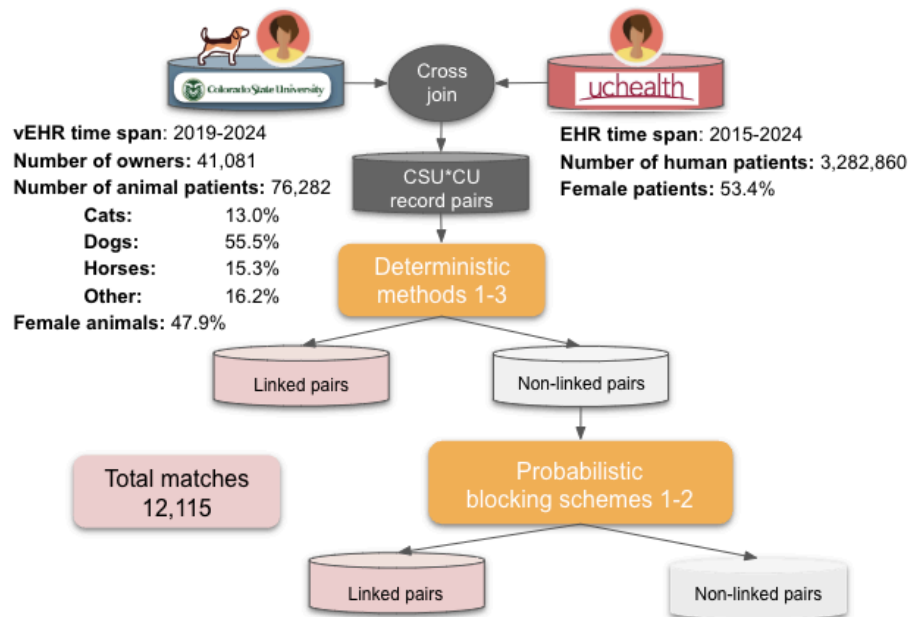 Colorado State University
Cross
join
uchealth
vEHR time span: 2019-2024
Number of owners: 41,081
Number of animal patients: 76,282
Cats: 13.0%
Dogs: 55.5%
Horses: 15.3%
Other: 16.2%
Female animals: 47.9%
EHR time span: 2015-2024
Number of human patients: 3,282,860
Female patients: 53.4%
CSU*CU
record pairs
Deterministic
methods 1-3
Linked pairs
Non-linked pairs
Total matches
12,115
Probabilistic
blocking schemes 1-2
Linked pairs
Non-linked pairs